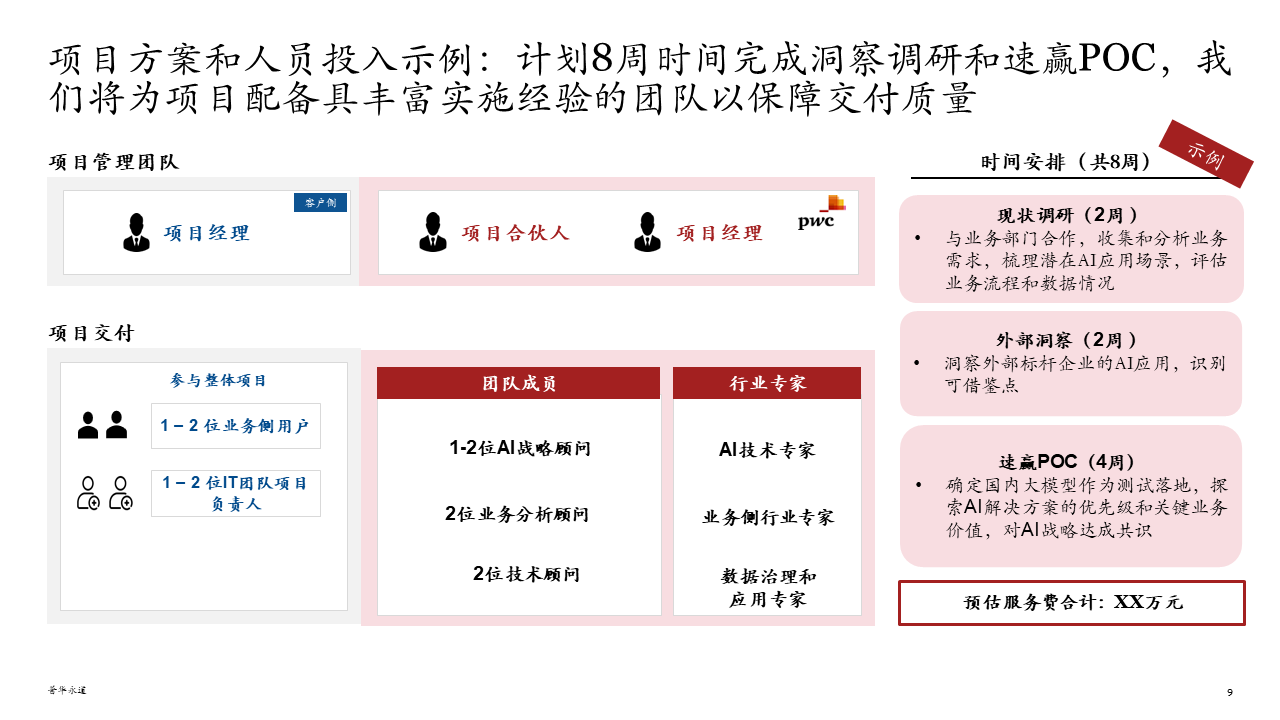 项目方案和人员投入示例：计划8周时间完成洞察调研和速赢POC，我
们将为项目配备具丰富实施经验的团队以保障交付质量
项目管理团队
客户侧
项目经理
项目合伙人
项目经理
pwc
项目交付
参与整体项目
1 – 2 位业务侧用户
1 – 2 位IT团队项目
负责人
团队成员
1-2位AI战略顾问
2位业务分析顾问
2位技术顾问
行业专家
AI技术专家
业务侧行业专家
数据治理和
应用专家
时间安排（共8周）
示例
现状调研（2周）
• 与业务部门合作，收集和分析业务
需求，梳理潜在AI应用场景，评估
业务流程和数据情况
外部洞察（2周）
• 洞察外部标杆企业的AI应用，识别
可借鉴点
速赢POC（4周）
• 确定国内大模型作为测试落地，探
索AI解决方案的优先级和关键业务
价值，对AI战略达成共识
预估服务费合计：XX万元
普华永道
9